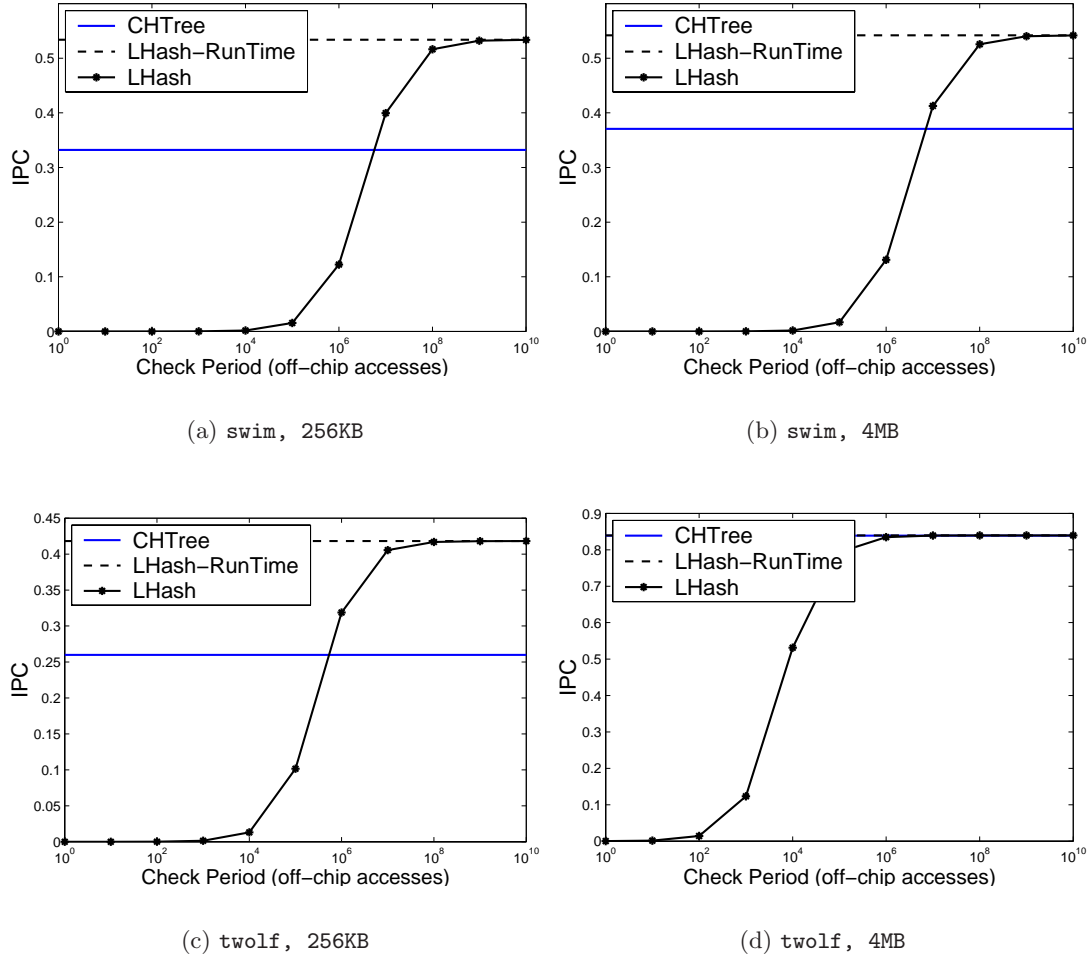 CHTree
LHash-RunTime
LHash
0.5
0.4
0.3
0.2
0.1
0
IPC
10^0 10^2 10^4 10^6 10^8 10^10
Check Period (off-chip accesses)
(a) swim, 256KB
CHTree
LHash-RunTime
LHash
0.5
0.4
0.3
0.2
0.1
0
IPC
10^0 10^2 10^4 10^6 10^8 10^10
Check Period (off-chip accesses)
(b) swim, 4MB
CHTree
LHash-RunTime
LHash
0.45
0.4
0.35
0.3
0.25
0.2
0.15
0.1
0.05
0
IPC
10^0 10^2 10^4 10^6 10^8 10^10
Check Period (off-chip accesses)
(c) twolf, 256KB
CHTree
LHash-RunTime
LHash
0.9
0.8
0.7
0.6
0.5
0.4
0.3
0.2
0.1
0
IPC
10^0 10^2 10^4 10^6 10^8 10^10
Check Period (off-chip accesses)
(d) twolf, 4MB